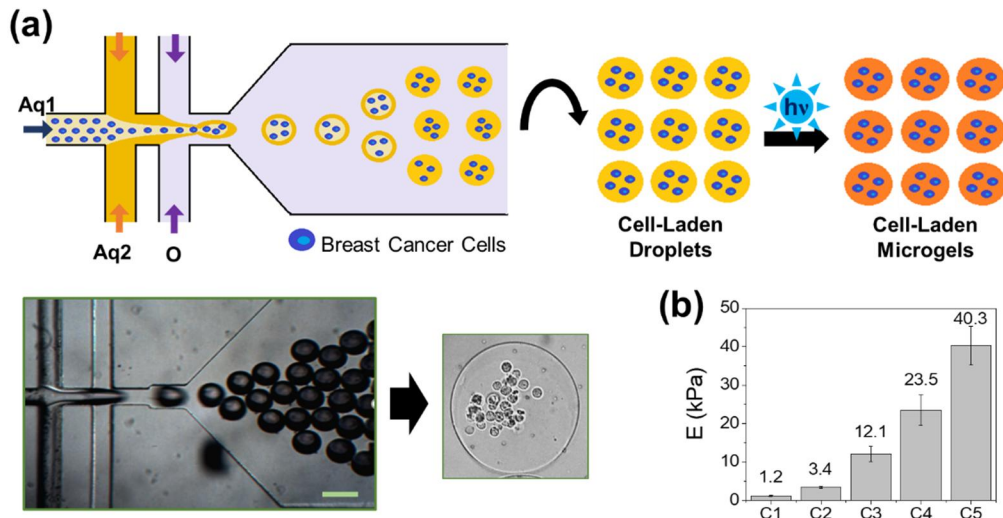 (a)
Aq1
Aq2
O
Breast Cancer Cells
hν
Cell-Laden
Droplets
Cell-Laden
Microgels
(b)
E (kPa)
50
40
30
20
10
0
1.2
3.4
12.1
23.5
40.3
C1 C2 C3 C4 C5